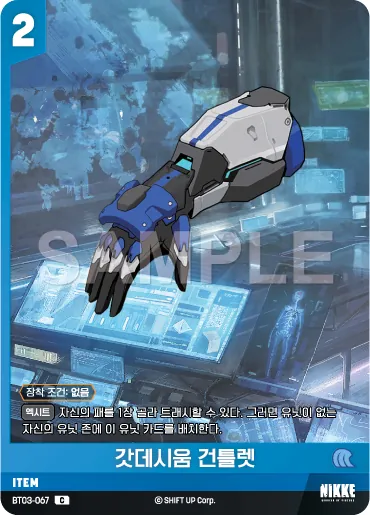 2
SAMPLE
장착 조건: 없음
엑시트 자신의 패를 1장 골라 트래시할 수 있다. 그러면 유닛이 없는
자신의 유닛 존에 이 유닛 카드를 배치한다.
갓데시움 건틀렛
ITEM
BT03-067 C
© SHIFT UP Corp.
NIKKE